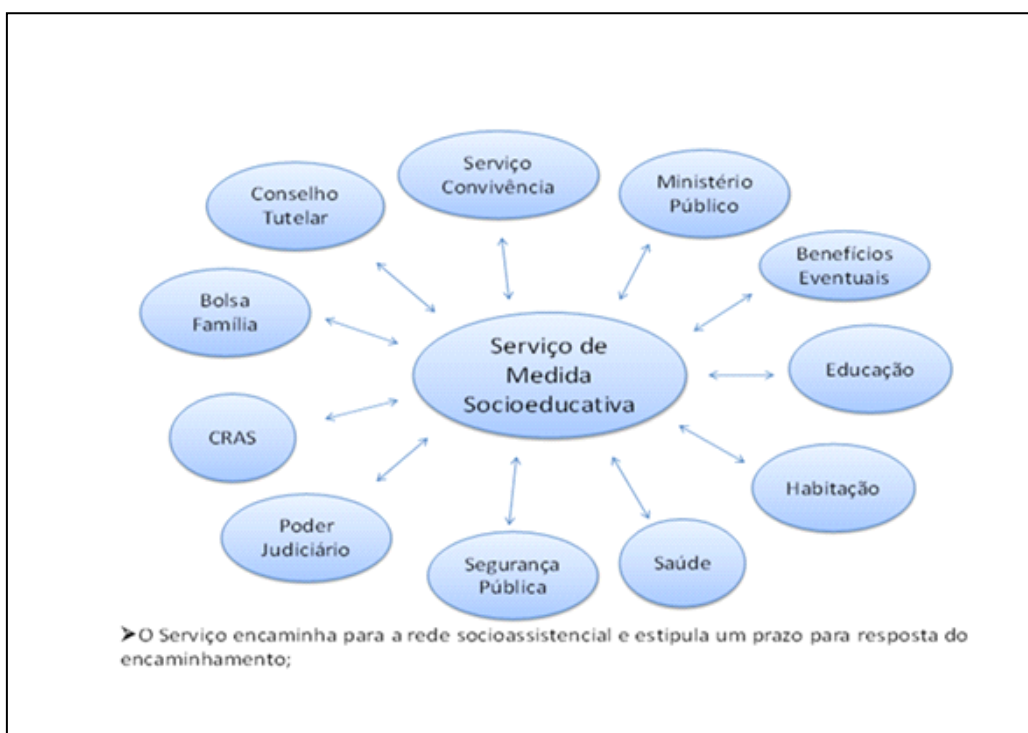 Serviço
Convivência
Ministério
Público
Conselho
Tutelar
Benefícios
Eventuais
Bolsa
Família
Serviço de
Medida
Socioeducativa
Educação
CRAS
Habitação
Poder
Judiciário
Segurança
Pública
Saúde
➤O Serviço encaminha para a rede socioassistencial e estipula um prazo para resposta do
encaminhamento;